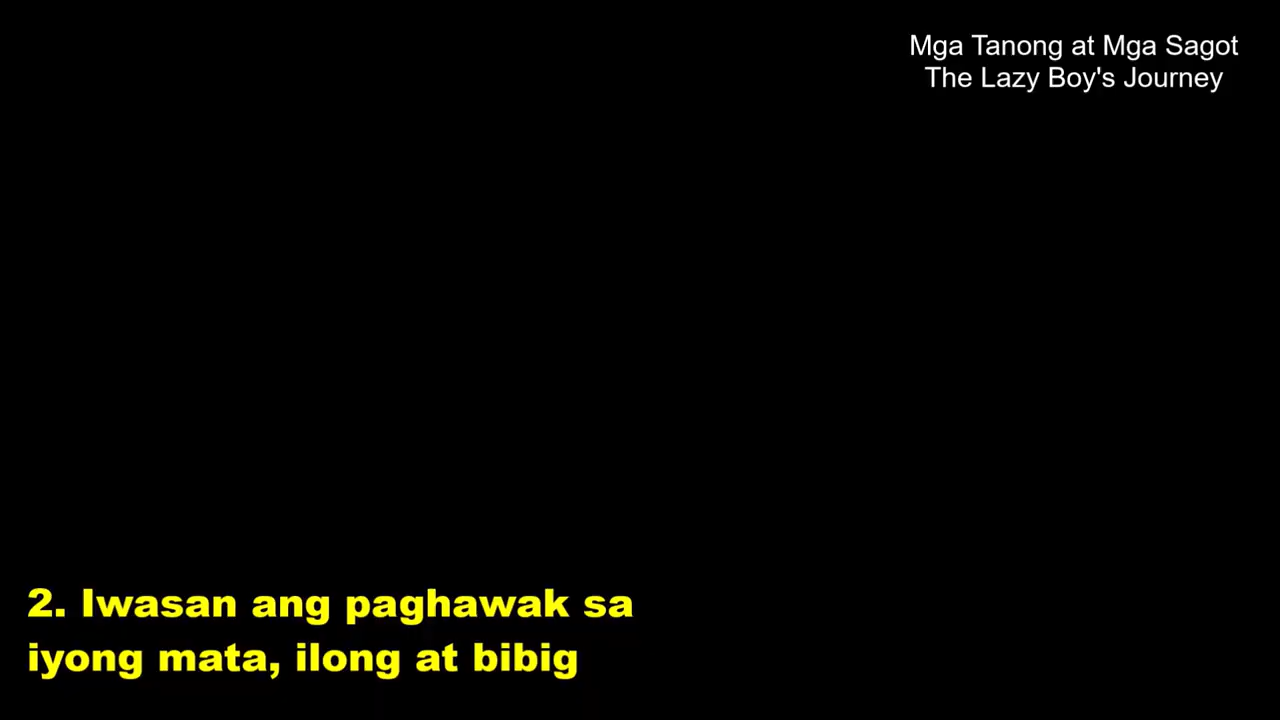 Mga Tanong at Mga Sagot
The Lazy Boy's Journey
2. Iwasan ang paghawak sa
iyong mata, ilong at bibig